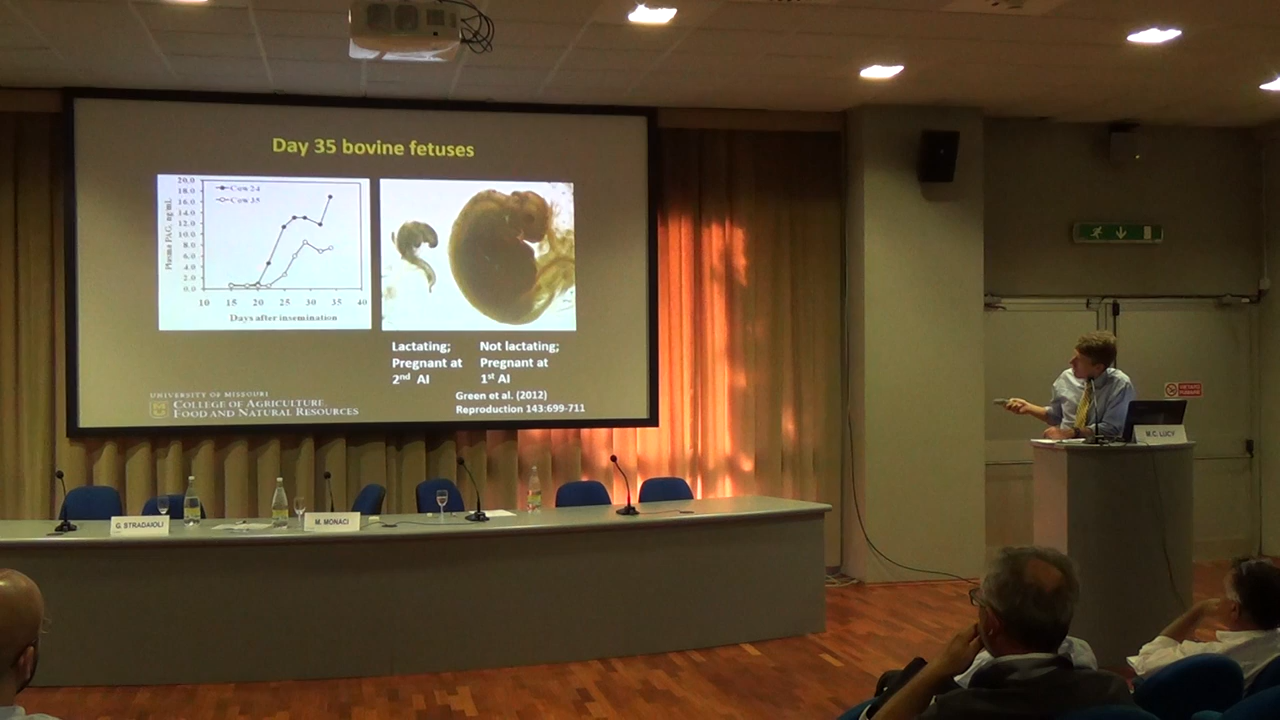 Day 35 bovine fetuses
20.0
18.0
16.0
14.0
12.0
10.0
8.0
6.0
4.0
2.0
0.0
Plasma PAG, ng/mL
Cow 24
Cow 35
10 15 20 25 30 35 40
Days after insemination
Lactating;
Pregnant at
2nd AI
Not lactating;
Pregnant at
1st AI
Green et al. (2012)
Reproduction 143:699-711
UNIVERSITY OF MISSOURI
COLLEGE OF AGRICULTURE
FOOD AND NATURAL RESOURCES
G. STRADAIOLI
M. MONACI
M.C. LUCY
VIETATO
FUMARE